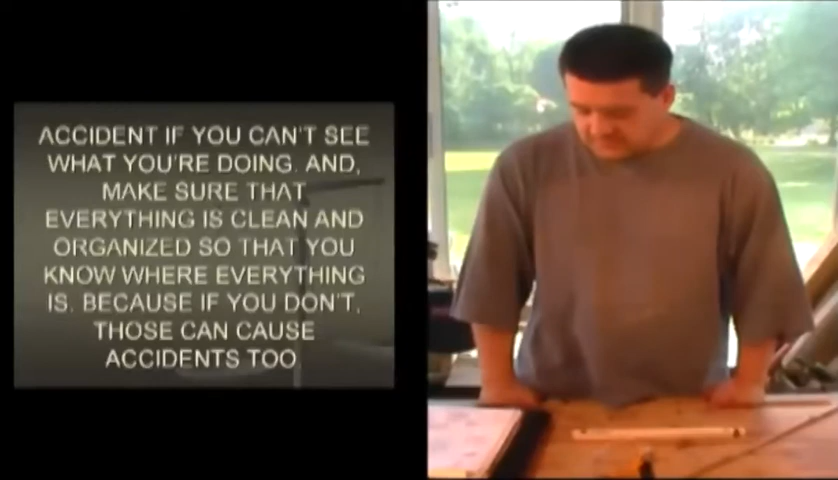 ACCIDENT IF YOU CAN'T SEE
WHAT YOU'RE DOING. AND,
MAKE SURE THAT
EVERYTHING IS CLEAN AND
ORGANIZED SO THAT YOU
KNOW WHERE EVERYTHING
IS. BECAUSE IF YOU DON'T,
THOSE CAN CAUSE
ACCIDENTS TOO